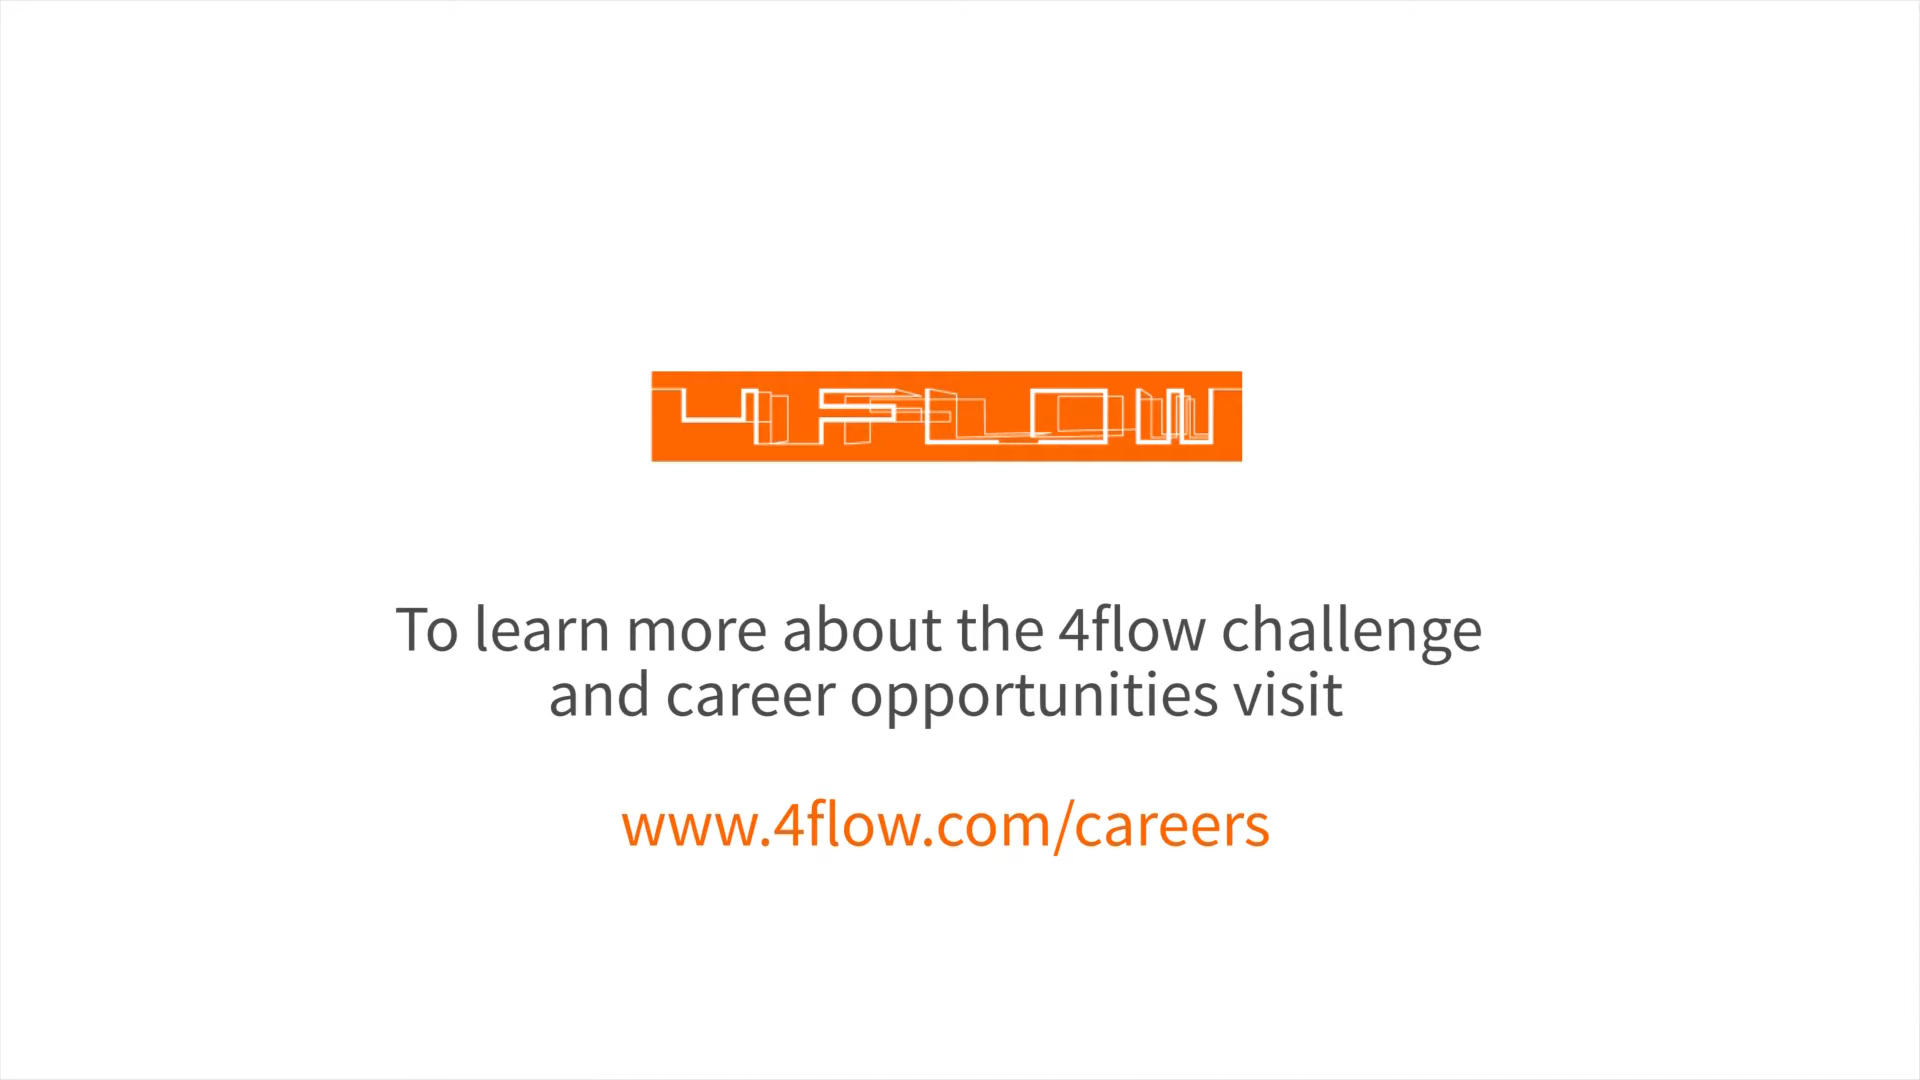 4FLOW
To learn more about the 4flow challenge
and career opportunities visit
www.4flow.com/careers